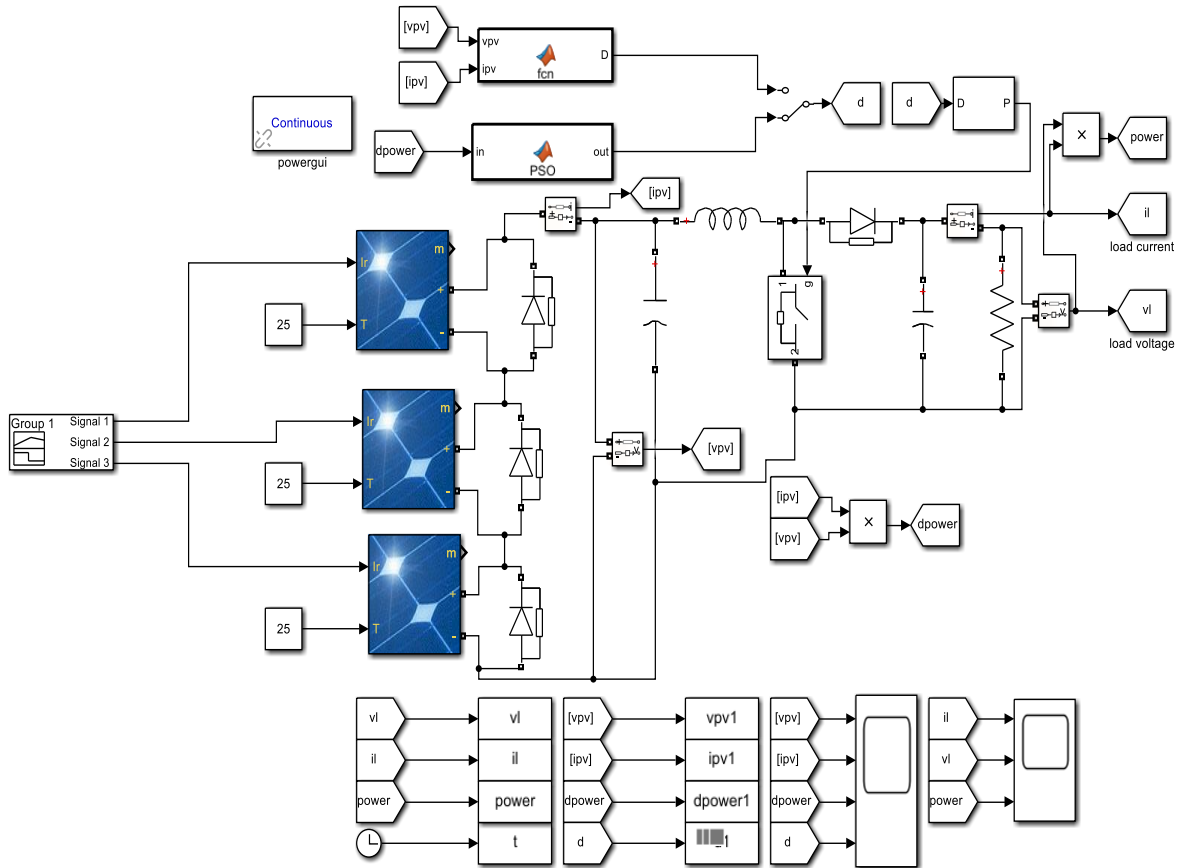 [vpv]
vpv
D
[ipv]
ipv
fcn
Continuous
powergui
d
d
D
P
dpower
in
out
PSO
×
power
[ipv]
il
load current
m
Ir
+
25
T
-
g
1
2
+
-
v
vl
load voltage
Group 1
Signal 1
Signal 2
Signal 3
m
Ir
+
25
T
-
+
-
v
[vpv]
[ipv]
[vpv]
×
dpower
m
Ir
+
25
T
-
vl
vl
[vpv]
vpv1
[vpv]
il
il
il
[ipv]
ipv1
[ipv]
vl
power
power
dpower
dpower1
dpower
power
t
d
1
d